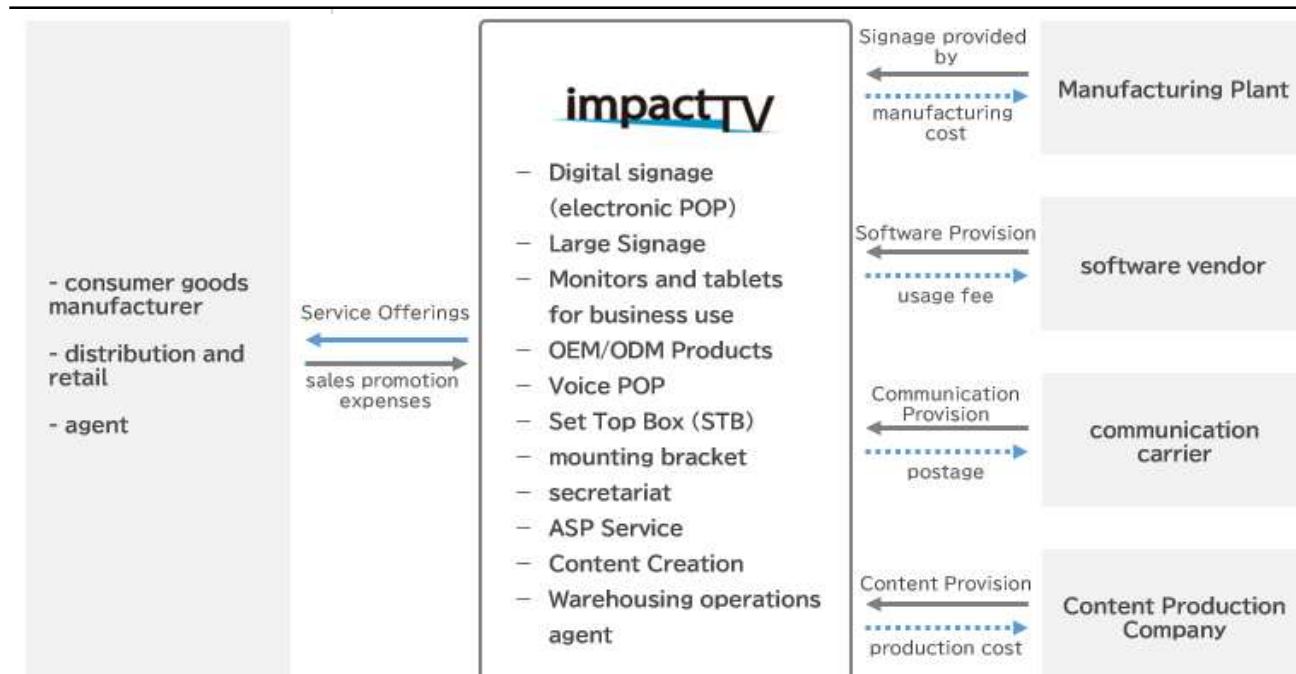 - consumer goods
manufacturer
- distribution and
retail
- agent
Service Offerings
sales promotion
expenses
impactTV
– Digital signage
(electronic POP)
– Large Signage
– Monitors and tablets
for business use
– OEM/ODM Products
– Voice POP
– Set Top Box (STB)
– mounting bracket
– secretariat
– ASP Service
– Content Creation
– Warehousing operations
agent
Signage provided
by
manufacturing
cost
Manufacturing Plant
Software Provision
usage fee
software vendor
Communication
Provision
postage
communication
carrier
Content Provision
production cost
Content Production
Company